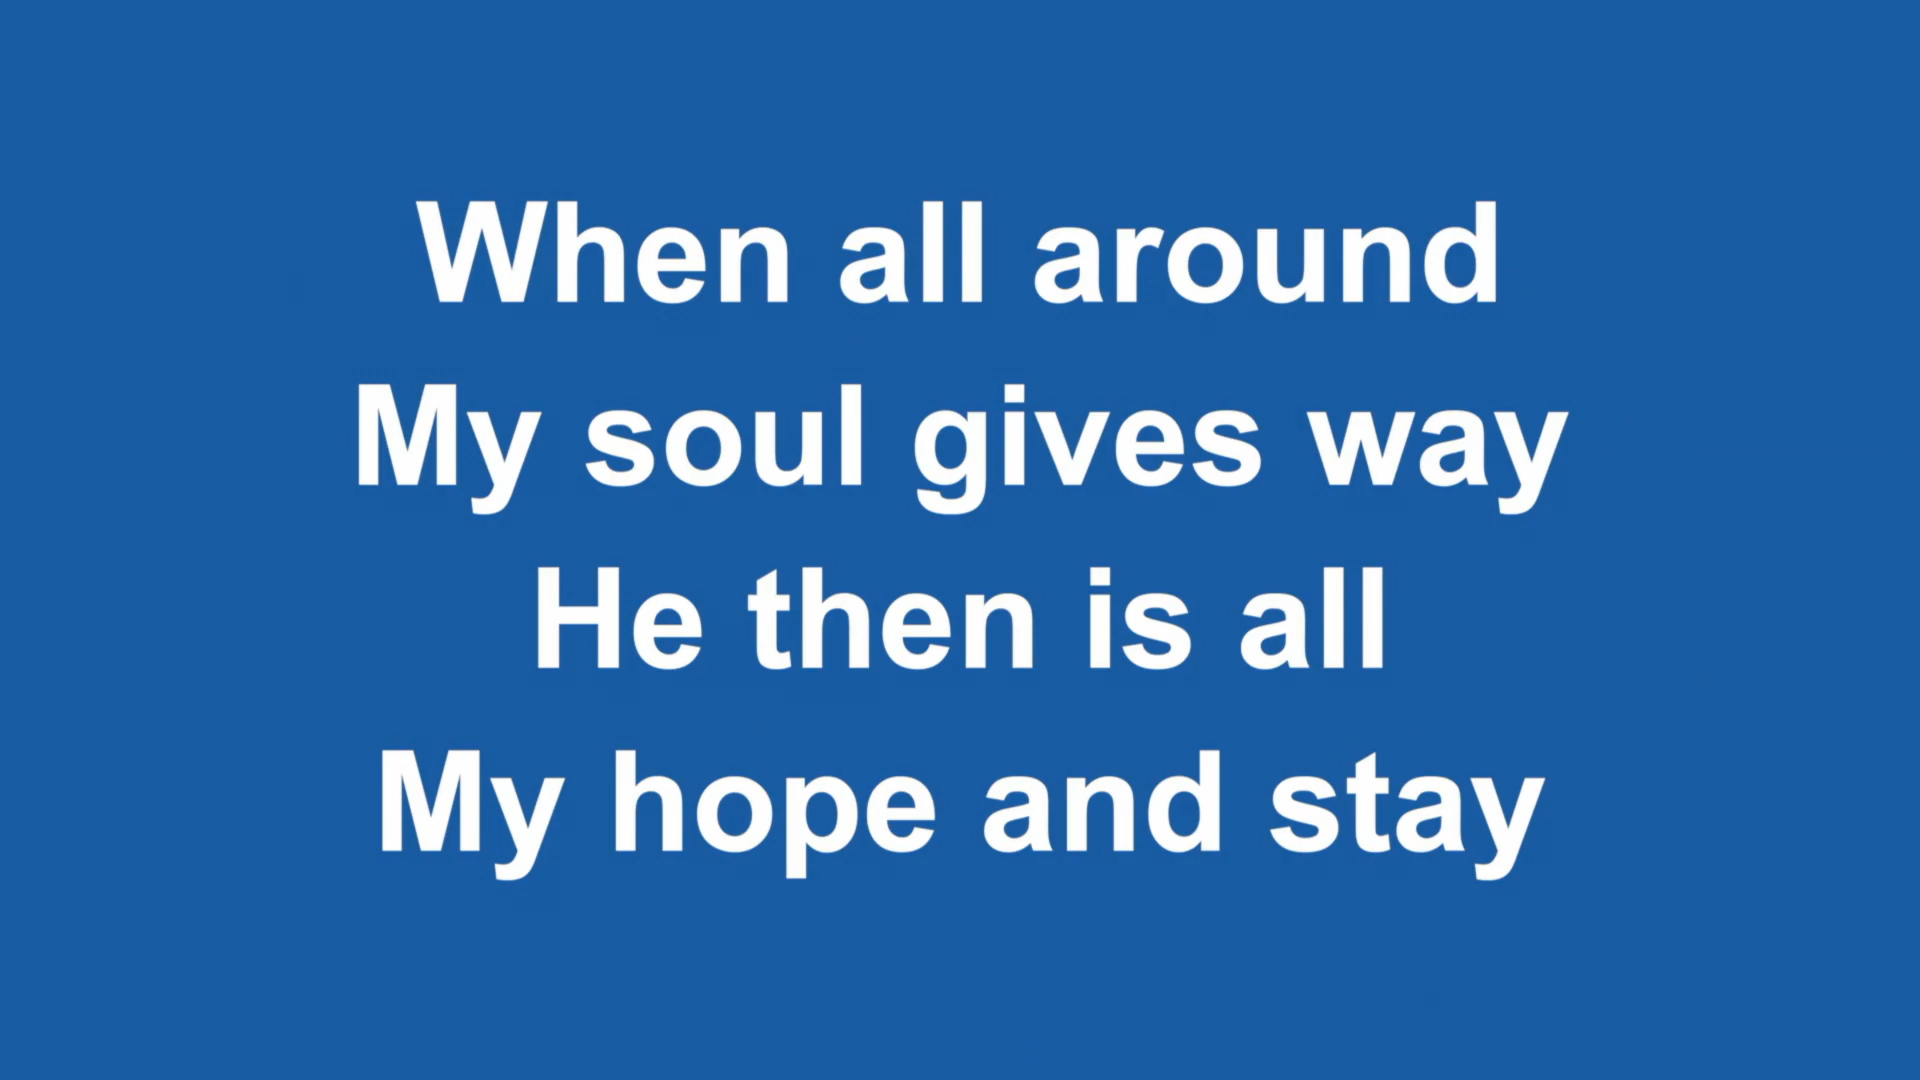 When all around
My soul gives way
He then is all
My hope and stay